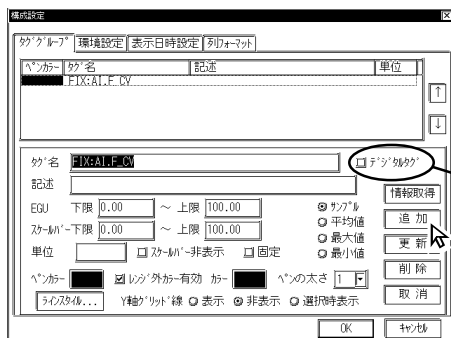 構成設定
ﾀｸﾞｸﾞﾙｰﾌﾟ 環境設定 表示日時設定 列ﾌｫｰﾏｯﾄ
ﾍﾟﾝｶﾗｰ ﾀｸﾞ名 記述 単位
FIX:AI.F_CV
↑
↓
ﾀｸﾞ名 FIX:AI.F_CV ﾃﾞｼﾞﾀﾙﾀｸﾞ
記述 情報取得
EGU 下限 0.00 ～ 上限 100.00 ｻﾝﾌﾟﾙ
平均値 追 加
ｽｹｰﾙﾊﾞｰ下限 0.00 ～ 上限 100.00 最大値
更 新
単位 ｽｹｰﾙﾊﾞｰ非表示 固定 最小値
ﾍﾟﾝｶﾗｰ ﾚﾝｼﾞ外ｶﾗｰ有効 ｶﾗｰ ﾍﾟﾝの太さ 1 削 除
ﾗｲﾝｽﾀｲﾙ... Y軸ｸﾞﾘｯﾄﾞ線 表示 非表示 選択時表示 取 消
OK ｷｬﾝｾﾙ